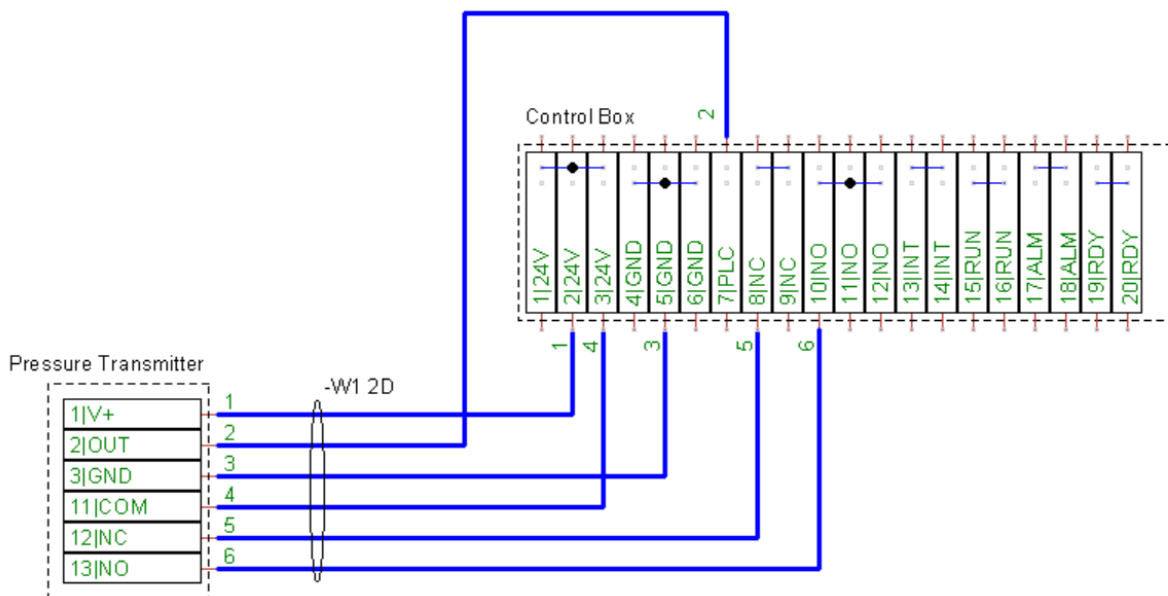 2
Control Box
1|24V
2|24V
3|24V
4|GND
5|GND
6|GND
7|PLC
8|NC
9|NC
10|NO
11|NO
12|NO
13|INT
14|INT
15|RUN
16|RUN
17|ALM
18|ALM
19|RDY
20|RDY
1
4
3
5
6
Pressure Transmitter
-W1 2D
1|V+ 1
2|OUT 2
3|GND 3
11|COM 4
12|NC 5
13|NO 6